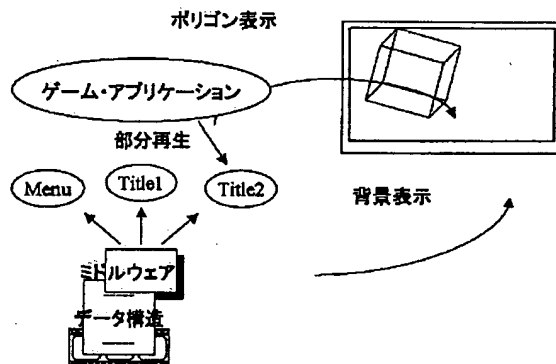 ポリゴン表示
ゲーム・アプリケーション
部分再生
Menu
Title1
Title2
背景表示
ミドルウェア
データ構造